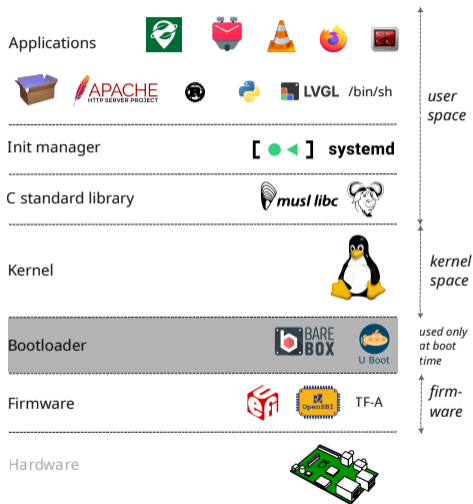 Applications
APACHE
HTTP SERVER PROJECT
LVGL
/bin/sh
user
space
Init manager
[ ● ◀ ] systemd
C standard library
musl libc
Kernel
kernel
space
Bootloader
BARE
BOX
U-Boot
used only
at boot
time
Firmware
UEFI
OpenSBI
TF-A
firm-
ware
Hardware